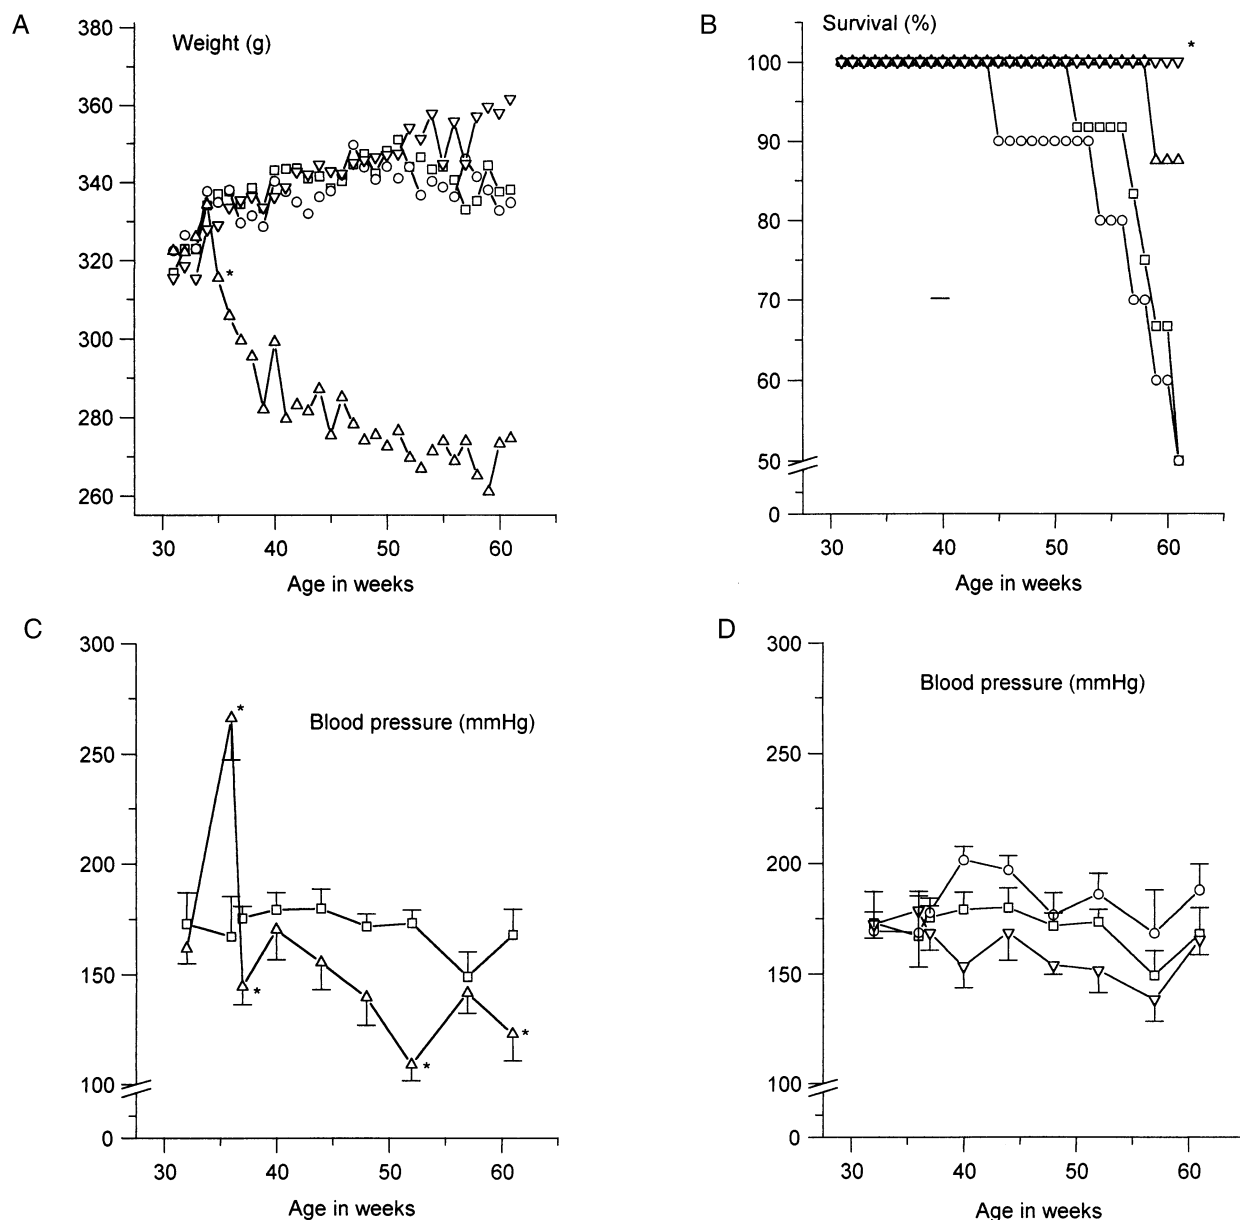 A
Weight (g)
380
360
340
320
300
280
260
*
30 40 50 60
Age in weeks
B
Survival (%)
*
100
90
80
70
60
50
0
30 40 50 60
Age in weeks
C
Blood pressure (mmHg)
300
250
200
150
100
0
*
*
*
*
30 40 50 60
Age in weeks
D
Blood pressure (mmHg)
300
250
200
150
100
0
30 40 50 60
Age in weeks